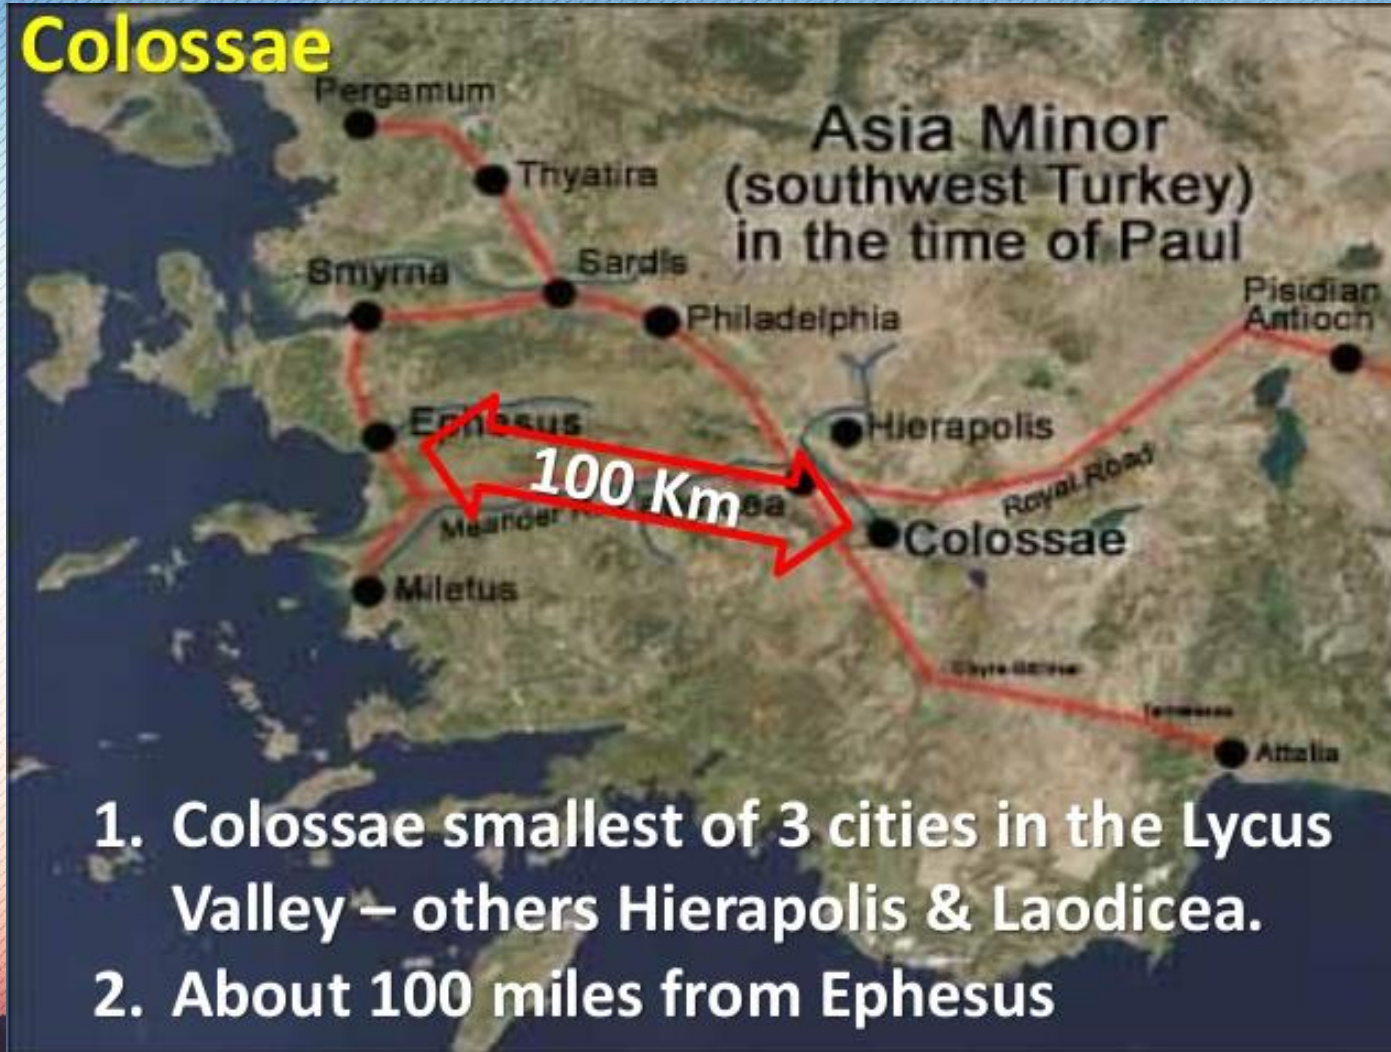 Colossae
Pergamum
Asia Minor
(southwest Turkey)
in the time of Paul
Thyatira
Smyrna
Sardis
Philadelphia
Pisidian
Antioch
Ephesus
Hierapolis
100 Km
Royal Road
Meander
Colossae
Miletus
Attalia
1. Colossae smallest of 3 cities in the Lycus
Valley – others Hierapolis & Laodicea.
2. About 100 miles from Ephesus